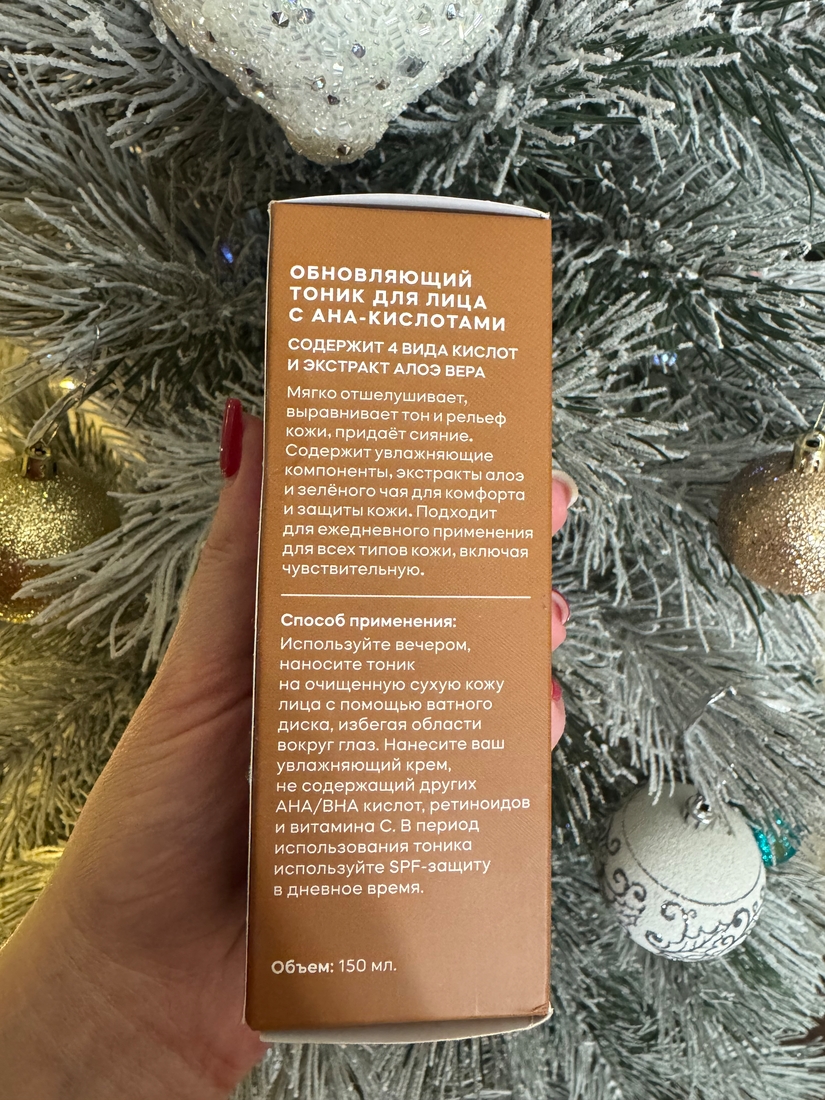 ОБНОВЛЯЮЩИЙ
ТОНИК ДЛЯ ЛИЦА
С АНА-КИСЛОТАМИ
СОДЕРЖИТ 4 ВИДА КИСЛОТ
И ЭКСТРАКТ АЛОЭ ВЕРА
Мягко отшелушивает,
выравнивает тон и рельеф
кожи, придаёт сияние.
Содержит увлажняющие
компоненты, экстракты алоэ
и зелёного чая для комфорта
и защиты кожи. Подходит
для ежедневного применения
для всех типов кожи, включая
чувствительную.
Способ применения:
Используйте вечером,
наносите тоник
на очищенную сухую кожу
лица с помощью ватного
диска, избегая области
вокруг глаз. Нанесите ваш
увлажняющий крем,
не содержащий других
АНА/ВНА кислот, ретиноидов
и витамина С. В период
использования тоника
используйте SPF-защиту
в дневное время.
Объем: 150 мл.